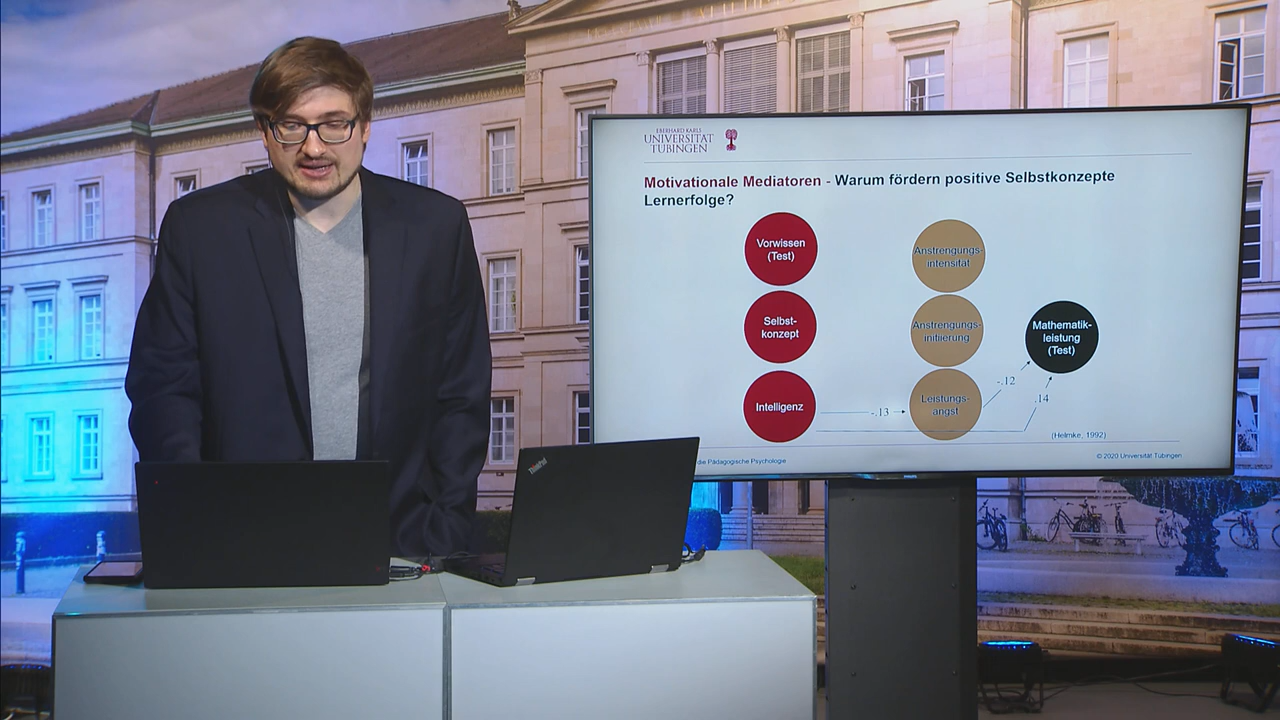 EBERHARD KARLS
UNIVERSITÄT
TÜBINGEN
Motivationale Mediatoren - Warum fördern positive Selbstkonzepte
Lernerfolge?
Vorwissen
(Test)
Anstrengungs-
intensität
Selbst-
konzept
Anstrengungs-
initiierung
Mathematik-
leistung
(Test)
Intelligenz
-.13
Leistungs-
angst
-.12
.14
(Helmke, 1992)
die Pädagogische Psychologie
© 2020 Universität Tübingen
ThinkPad